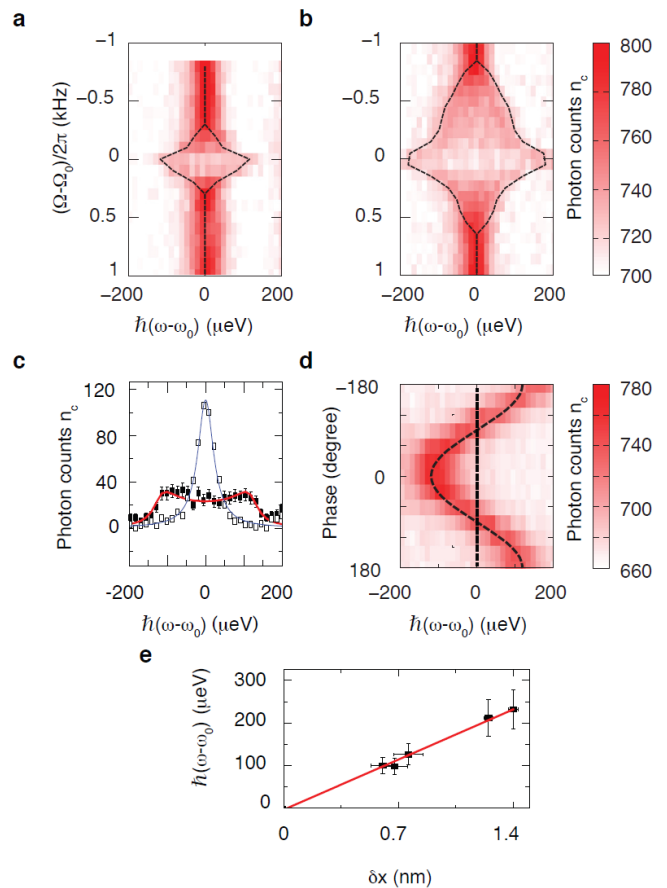 a
b
−1
−0.5
0
0.5
1
(Ω-Ω₀)/2π (kHz)
−200 0 200
ħ(ω-ω₀) (μeV)
−1
−0.5
0
0.5
1
−200 0 200
ħ(ω-ω₀) (μeV)
800
780
760
740
720
700
Photon counts n_c
c
d
120
80
40
0
Photon counts n_c
-200 0 200
ħ(ω-ω₀) (μeV)
-180
0
180
Phase (degree)
−200 0 200
ħ(ω-ω₀) (μeV)
780
740
700
660
Photon counts n_c
e
300
200
100
0
ħ(ω-ω₀) (μeV)
0 0.7 1.4
δx (nm)